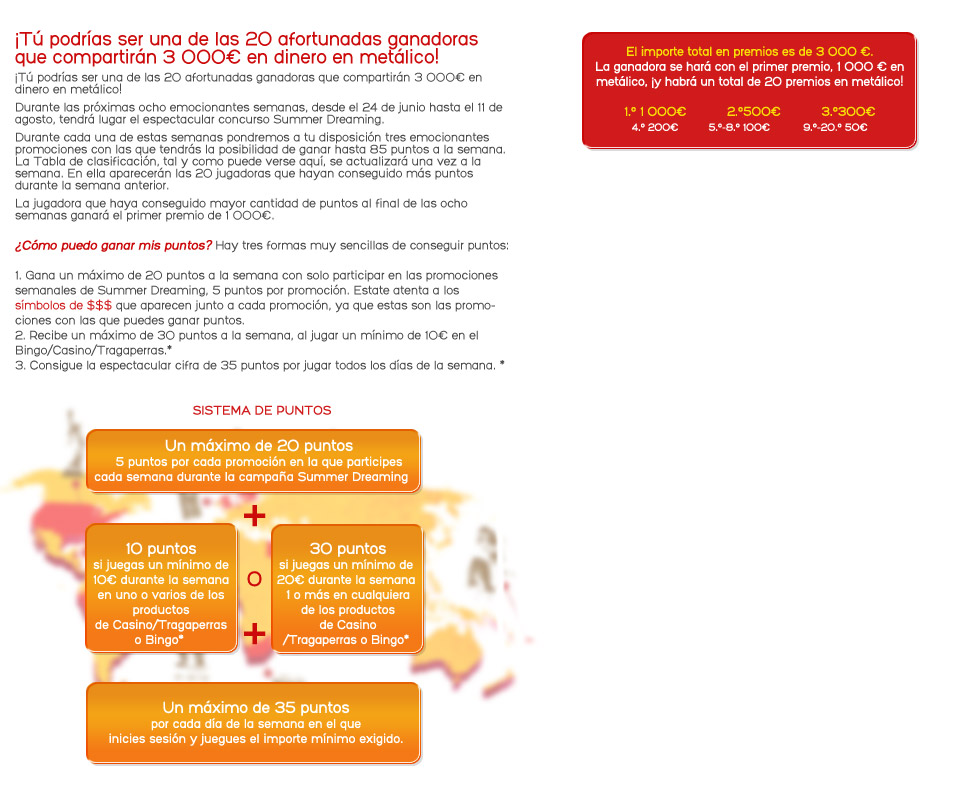 ¡Tú podrías ser una de las 20 afortunadas ganadoras
que compartirán 3 000€ en dinero en metálico!
¡Tú podrías ser una de las 20 afortunadas ganadoras que compartirán 3 000€ en
dinero en metálico!
Durante las próximas ocho emocionantes semanas, desde el 24 de junio hasta el 11 de
agosto, tendrá lugar el espectacular concurso Summer Dreaming.
Durante cada una de estas semanas pondremos a tu disposición tres emocionantes
promociones con las que tendrás la posibilidad de ganar hasta 85 puntos a la semana.
La Tabla de clasificación, tal y como puede verse aquí, se actualizará una vez a la
semana. En ella aparecerán las 20 jugadoras que hayan conseguido más puntos
durante la semana anterior.
La jugadora que haya conseguido mayor cantidad de puntos al final de las ocho
semanas ganará el primer premio de 1 000€.
¿Cómo puedo ganar mis puntos? Hay tres formas muy sencillas de conseguir puntos:
1. Gana un máximo de 20 puntos a la semana con solo participar en las promociones
semanales de Summer Dreaming, 5 puntos por promoción. Estate atenta a los
símbolos de $$$ que aparecen junto a cada promoción, ya que estas son las promo-
ciones con las que puedes ganar puntos.
2. Recibe un máximo de 30 puntos a la semana, al jugar un mínimo de 10€ en el
Bingo/Casino/Tragaperras.*
3. Consigue la espectacular cifra de 35 puntos por jugar todos los días de la semana. *
El importe total en premios es de 3 000 €.
La ganadora se hará con el primer premio, 1 000 € en
metálico, ¡y habrá un total de 20 premios en metálico!
1.º 1 000€ 2.º500€ 3.º300€
4.º 200€ 5.º-8.º 100€ 9.º-20.º 50€
SISTEMA DE PUNTOS
Un máximo de 20 puntos
5 puntos por cada promoción en la que participes
cada semana durante la campaña Summer Dreaming
+
10 puntos
si juegas un mínimo de
10€ durante la semana
en uno o varios de los
productos
de Casino/Tragaperras
o Bingo*
O
30 puntos
si juegas un mínimo de
20€ durante la semana
1 o más en cualquiera
de los productos
de Casino
/Tragaperras o Bingo*
+
Un máximo de 35 puntos
por cada día de la semana en el que
inicies sesión y juegues el importe mínimo exigido.